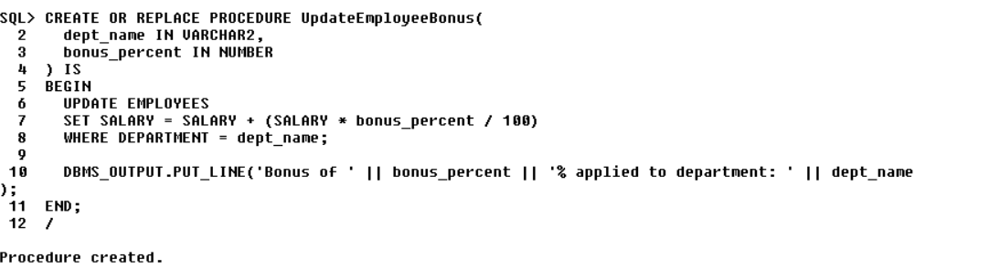 SQL> CREATE OR REPLACE PROCEDURE UpdateEmployeeBonus(
  2    dept_name IN VARCHAR2,
  3    bonus_percent IN NUMBER
  4  ) IS
  5  BEGIN
  6    UPDATE EMPLOYEES
  7    SET SALARY = SALARY + (SALARY * bonus_percent / 100)
  8    WHERE DEPARTMENT = dept_name;
  9
 10    DBMS_OUTPUT.PUT_LINE('Bonus of ' || bonus_percent || '% applied to department: ' || dept_name
);
 11  END;
 12  /

Procedure created.